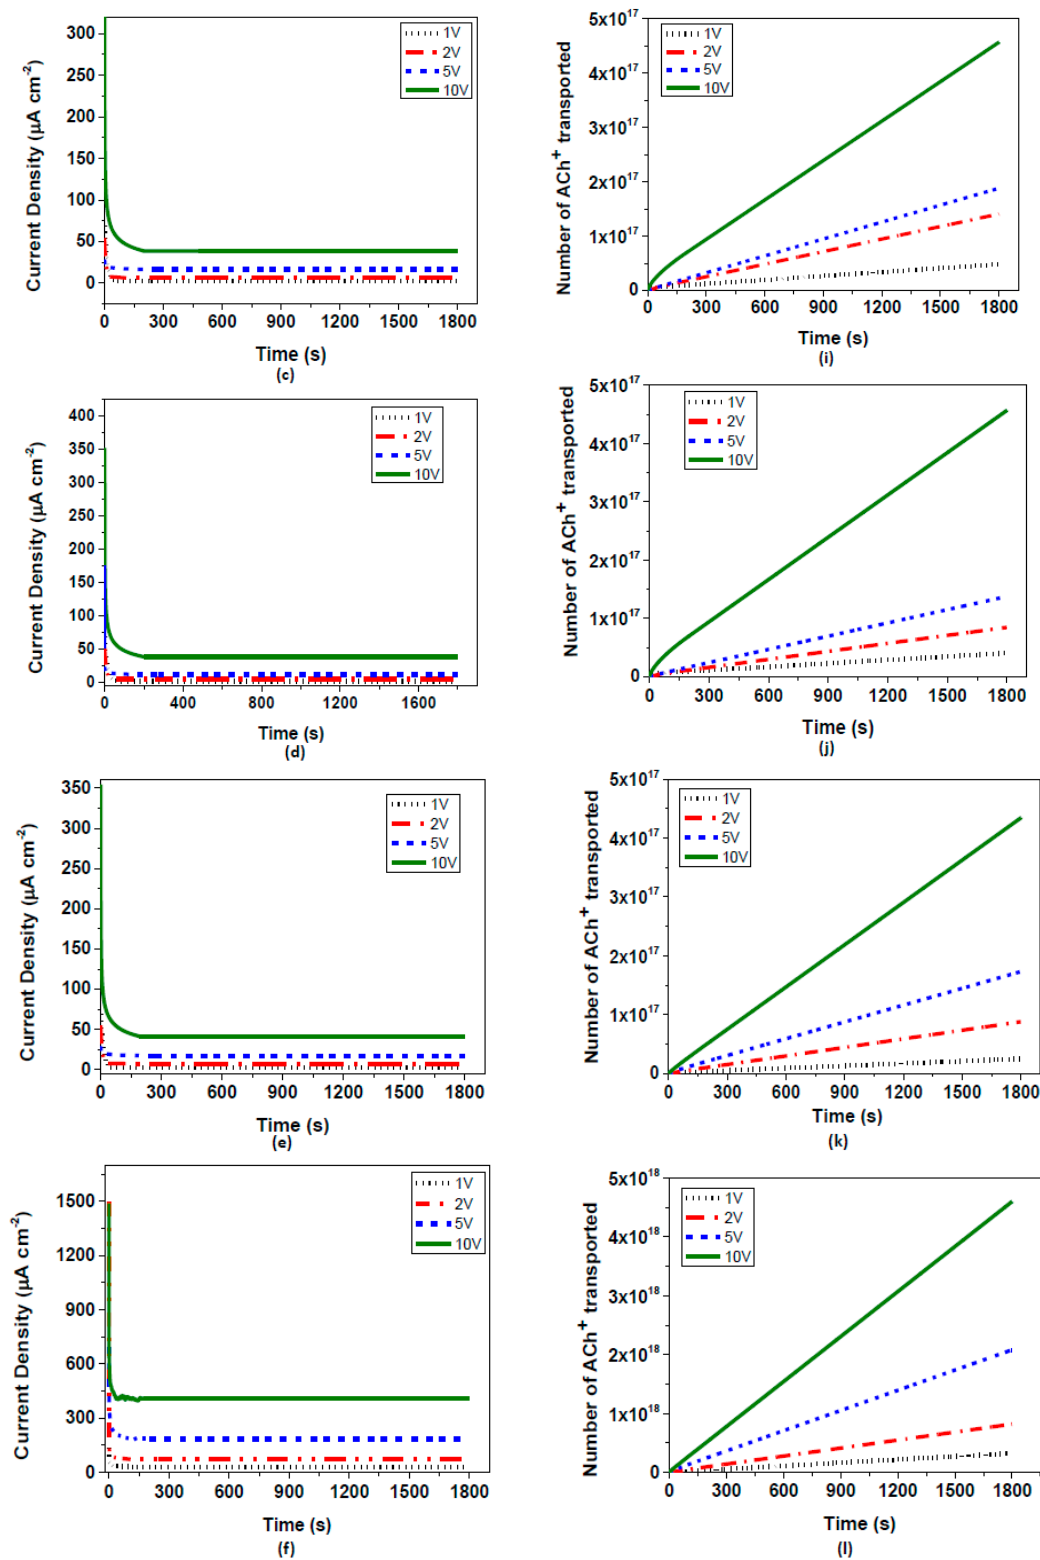 Current Density (µA cm-2)
300
250
200
150
100
50
0
1V
2V
5V
10V
0 300 600 900 1200 1500 1800
Time (s)
(c)
Number of ACh+ transported
5x1017
4x1017
3x1017
2x1017
1x1017
0
1V
2V
5V
10V
0 300 600 900 1200 1500 1800
Time (s)
(i)
Current Density (µA cm-2)
400
350
300
250
200
150
100
50
0
1V
2V
5V
10V
0 400 800 1200 1600
Time (s)
(d)
Number of ACh+ transported
5x1017
4x1017
3x1017
2x1017
1x1017
0
1V
2V
5V
10V
0 300 600 900 1200 1500 1800
Time (s)
(j)
Current Density (µA cm-2)
350
300
250
200
150
100
50
0
1V
2V
5V
10V
0 300 600 900 1200 1500 1800
Time (s)
(e)
Number of ACh+ transported
5x1017
4x1017
3x1017
2x1017
1x1017
0
1V
2V
5V
10V
0 300 600 900 1200 1500 1800
Time (s)
(k)
Current Density (µA cm-2)
1500
1200
900
600
300
0
1V
2V
5V
10V
0 300 600 900 1200 1500 1800
Time (s)
(f)
Number of ACh+ transported
5x1018
4x1018
3x1018
2x1018
1x1018
0
1V
2V
5V
10V
0 300 600 900 1200 1500 1800
Time (s)
(l)